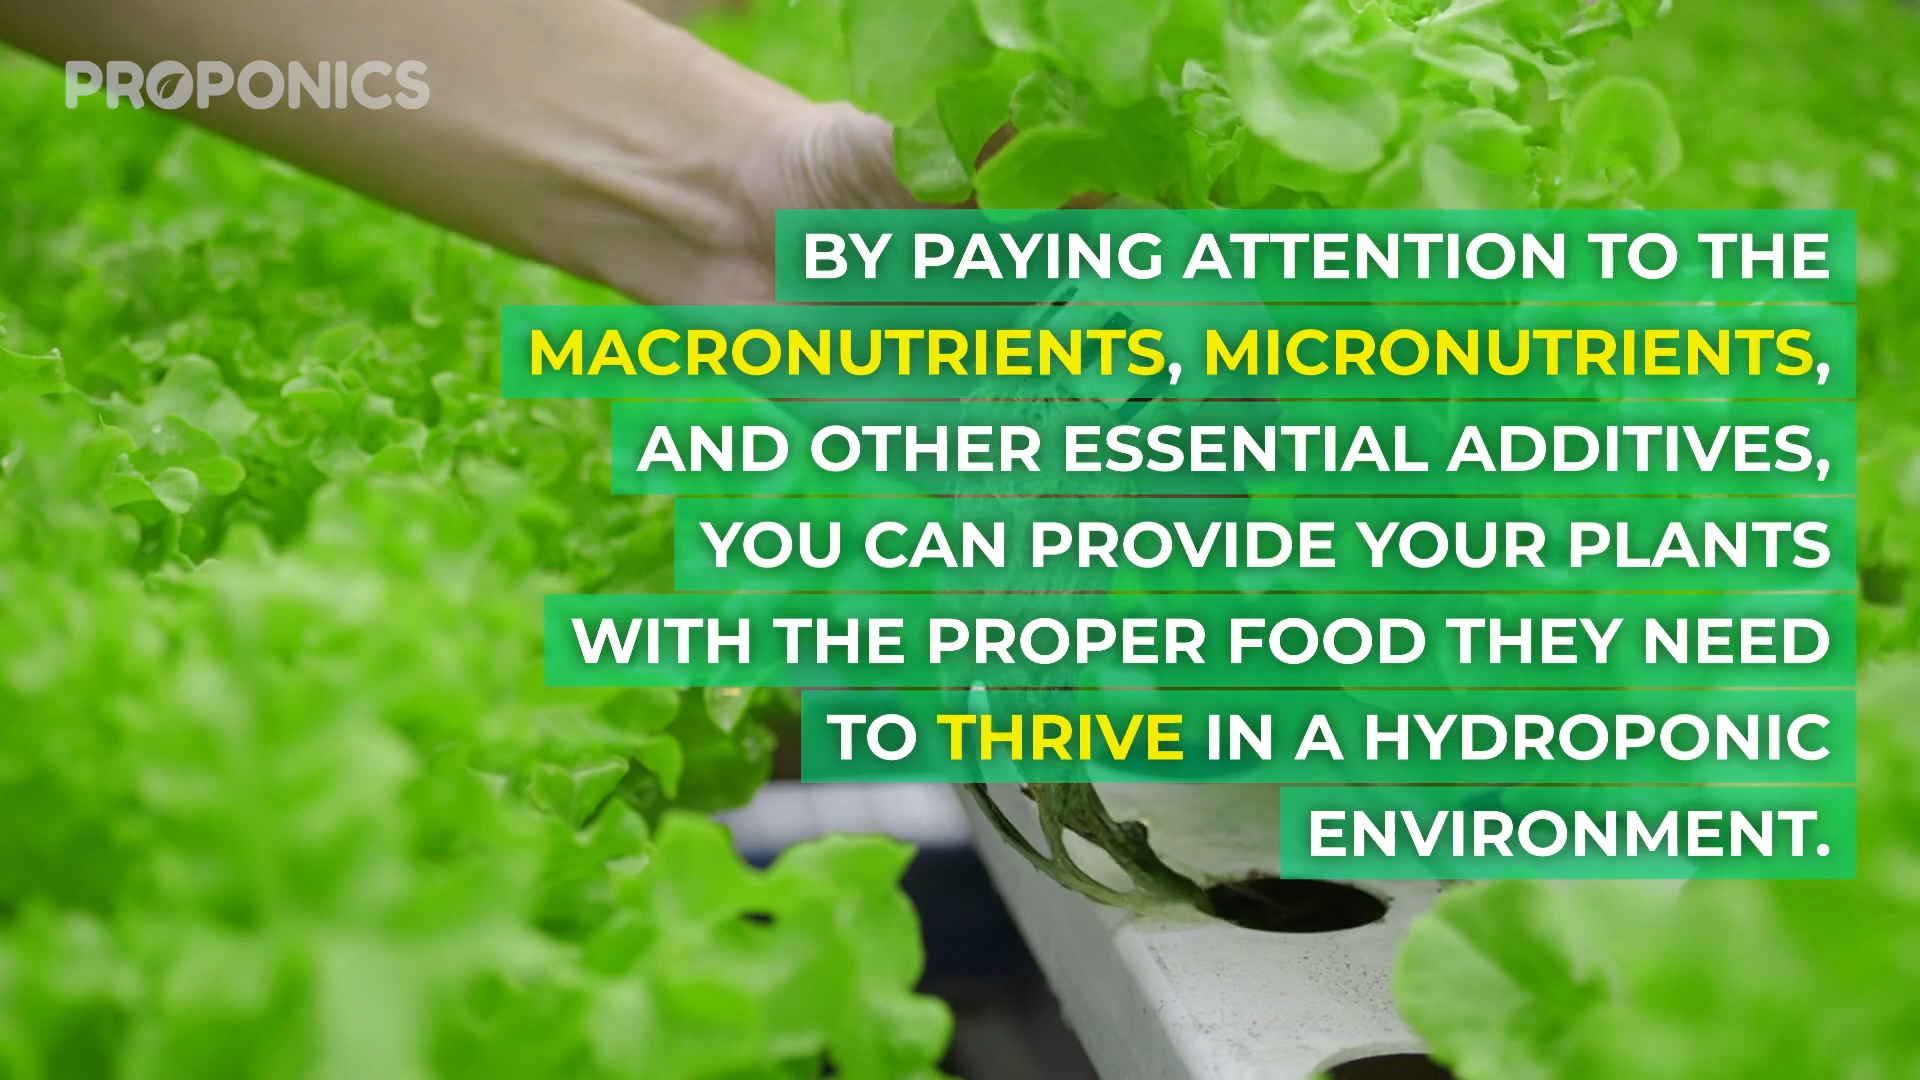 PROPONICS
BY PAYING ATTENTION TO THE
MACRONUTRIENTS, MICRONUTRIENTS,
AND OTHER ESSENTIAL ADDITIVES,
YOU CAN PROVIDE YOUR PLANTS
WITH THE PROPER FOOD THEY NEED
TO THRIVE IN A HYDROPONIC
ENVIRONMENT.